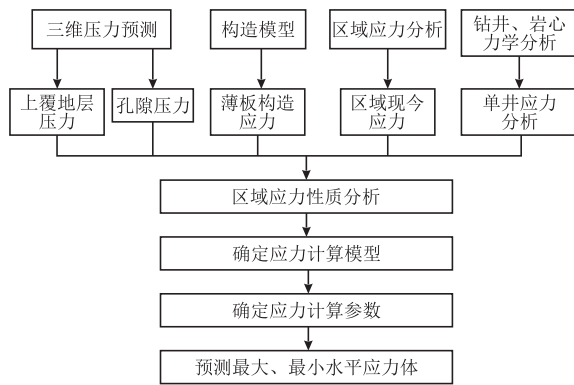 三维压力预测
构造模型
区域应力分析
钻井、岩心
力学分析
上覆地层
压力
孔隙压力
薄板构造
应力
区域现今
应力
单井应力
分析
区域应力性质分析
确定应力计算模型
确定应力计算参数
预测最大、最小水平应力体